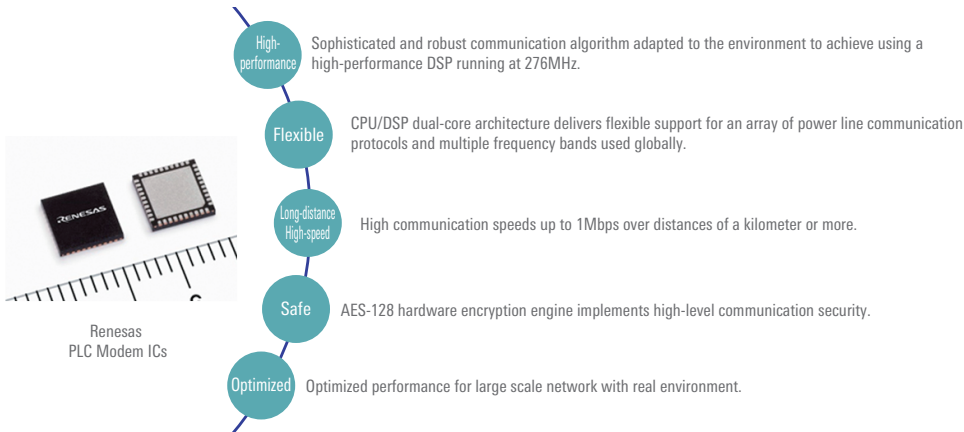 High-
performance
Sophisticated and robust communication algorithm adapted to the environment to achieve using a
high-performance DSP running at 276MHz.
Flexible
CPU/DSP dual-core architecture delivers flexible support for an array of power line communication
protocols and multiple frequency bands used globally.
RENESAS
Long-distance
High-speed
High communication speeds up to 1Mbps over distances of a kilometer or more.
Safe
AES-128 hardware encryption engine implements high-level communication security.
Renesas
PLC Modem ICs
Optimized
Optimized performance for large scale network with real environment.